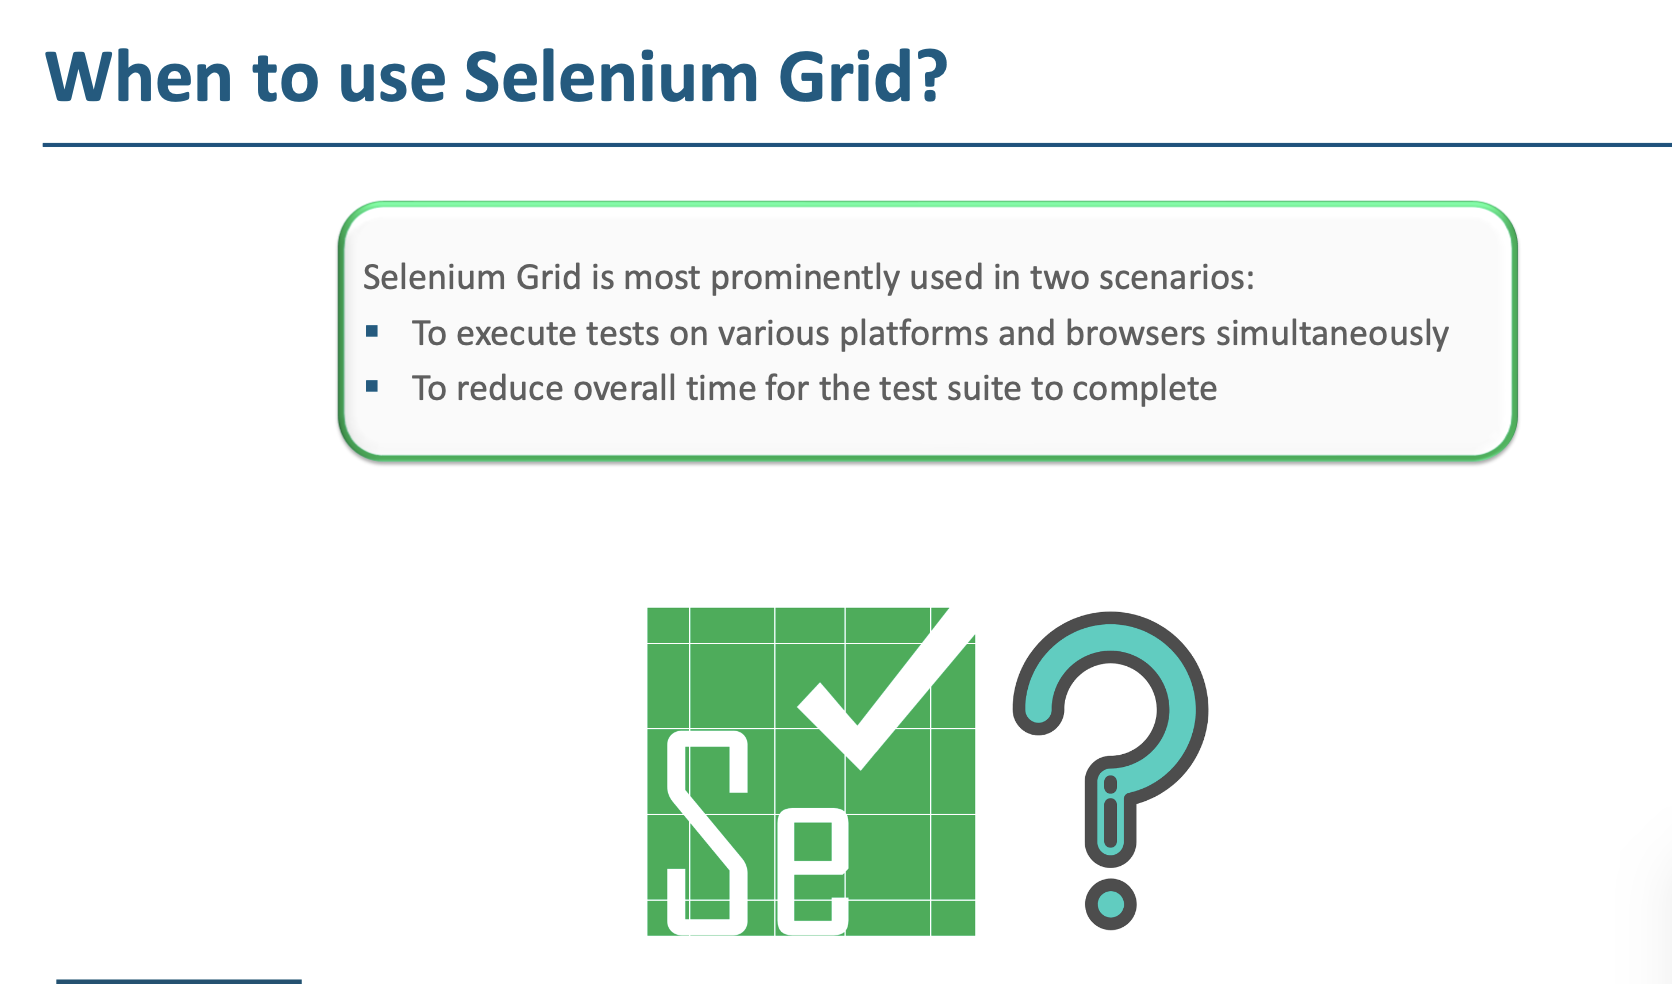 When to use Selenium Grid?
Selenium Grid is most prominently used in two scenarios:
▪ To execute tests on various platforms and browsers simultaneously
▪ To reduce overall time for the test suite to complete
Se
?